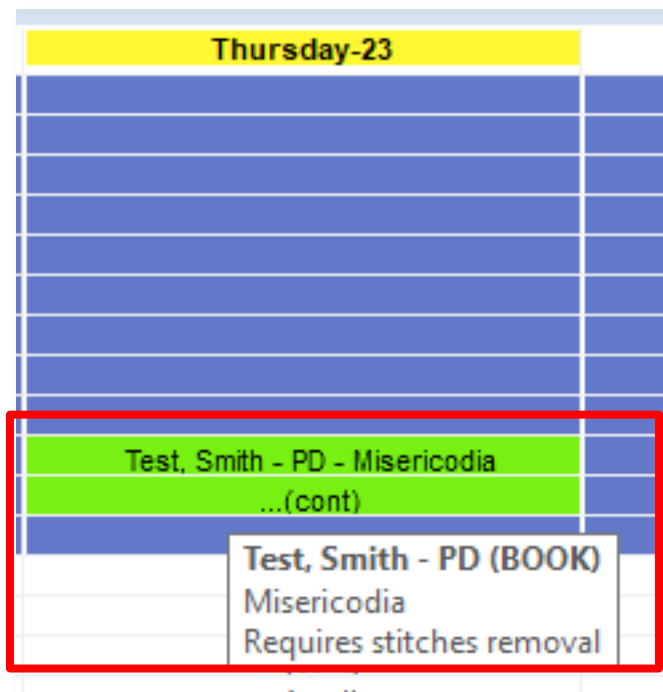 Thursday-23
Test, Smith - PD - Misericodia
...(cont)
Test, Smith - PD (BOOK)
Misericodia
Requires stitches removal